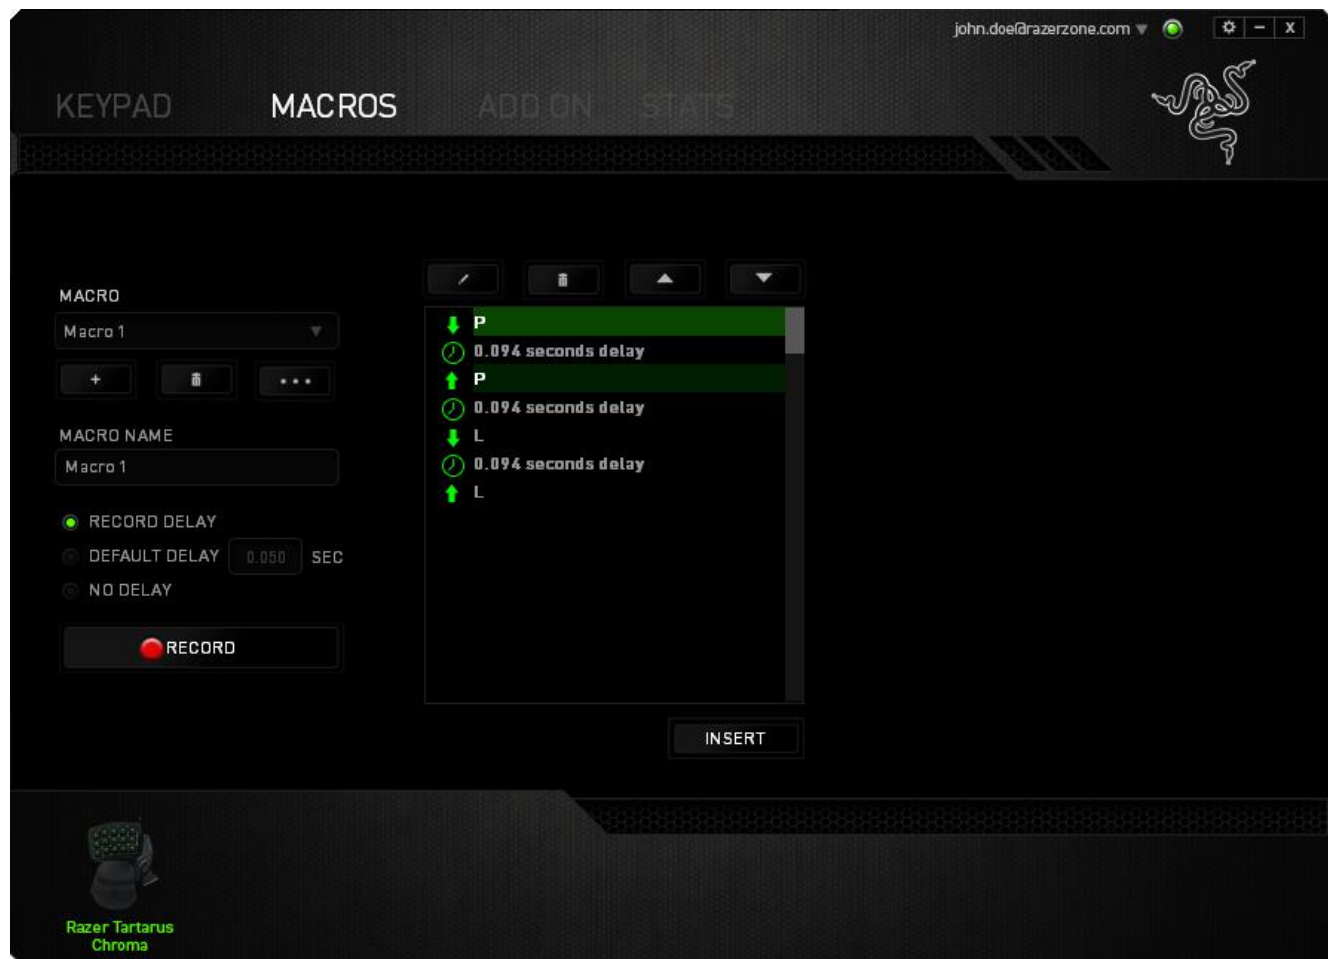 john.doe@razerzone.com
X
KEYPAD MACROS ADD ON STATS
MACRO
Macro 1
MACRO NAME
Macro 1
RECORD DELAY
DEFAULT DELAY 0.050 SEC
NO DELAY
RECORD
P
0.094 seconds delay
P
0.094 seconds delay
L
0.094 seconds delay
L
INSERT
Razer Tartarus
Chroma